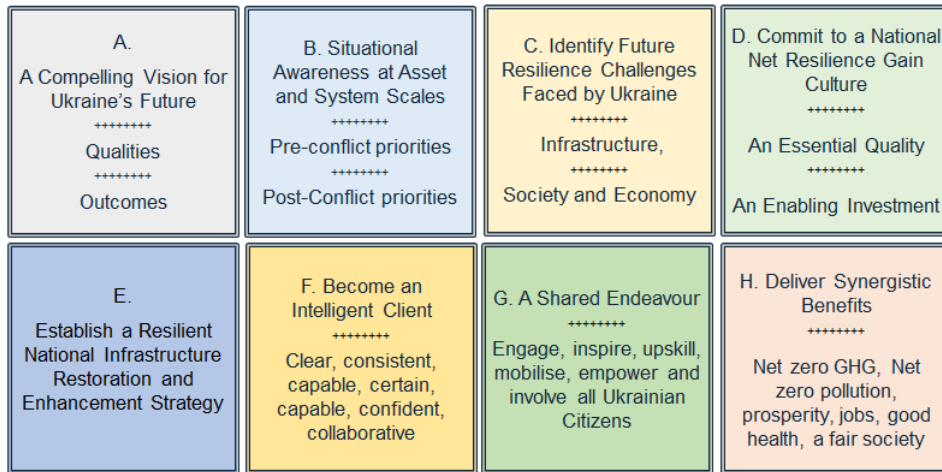 A.
A Compelling Vision for
Ukraine's Future
++++++++
Qualities
++++++++
Outcomes
B. Situational
Awareness at Asset
and System Scales
++++++++
Pre-conflict priorities
++++++++
Post-Conflict priorities
C. Identify Future
Resilience Challenges
Faced by Ukraine
++++++++
Infrastructure,
++++++++
Society and Economy
D. Commit to a National
Net Resilience Gain
Culture
++++++++
An Essential Quality
++++++++
An Enabling Investment
E.
Establish a Resilient
National Infrastructure
Restoration and
Enhancement Strategy
F. Become an
Intelligent Client
++++++++
Clear, consistent,
capable, certain,
capable, confident,
collaborative
G. A Shared Endeavour
++++++++
Engage, inspire, upskill,
mobilise, empower and
involve all Ukrainian
Citizens
H. Deliver Synergistic
Benefits
++++++++
Net zero GHG, Net
zero pollution,
prosperity, jobs, good
health, a fair society